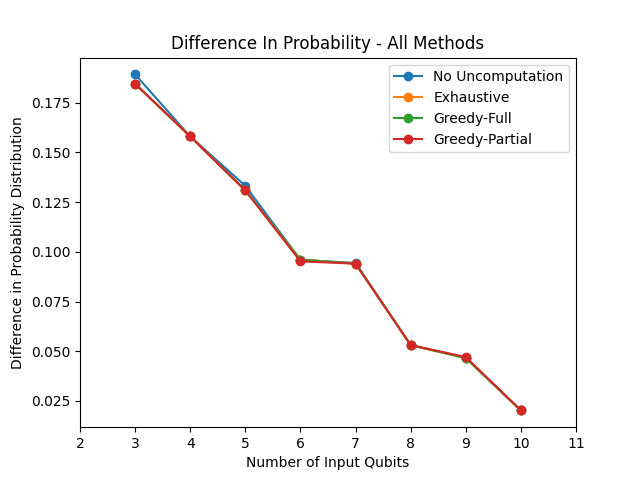 Difference In Probability - All Methods
No Uncomputation
Exhaustive
Greedy-Full
Greedy-Partial
Difference in Probability Distribution
0.175
0.150
0.125
0.100
0.075
0.050
0.025
2 3 4 5 6 7 8 9 10 11
Number of Input Qubits